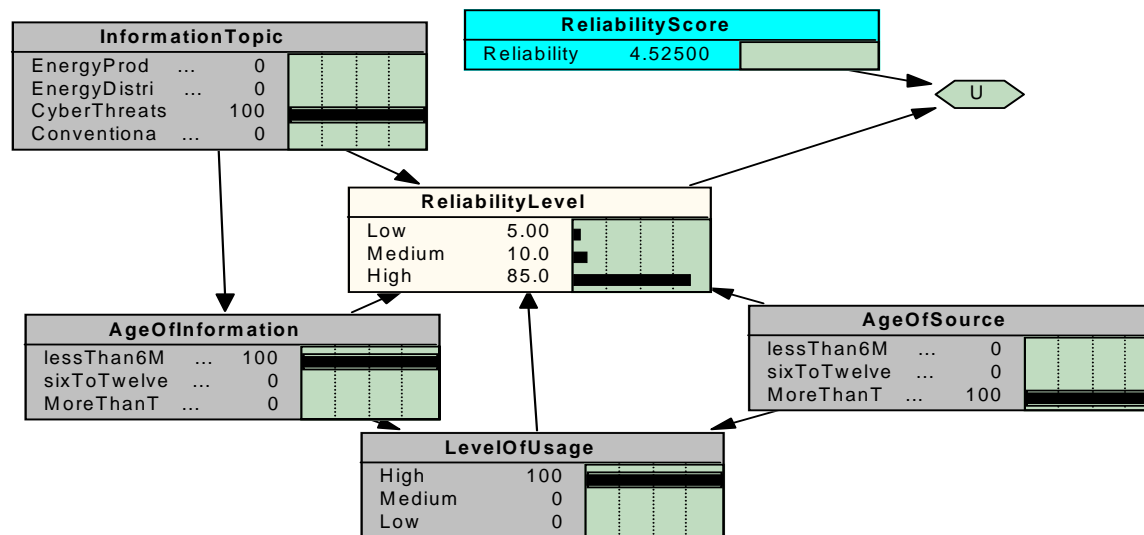 InformationTopic
EnergyProd ... 0
EnergyDistri ... 0
CyberThreats 100
Conventiona ... 0
ReliabilityScore
Reliability 4.52500
U
ReliabilityLevel
Low 5.00
Medium 10.0
High 85.0
AgeOfInformation
lessThan6M ... 100
sixToTwelve ... 0
MoreThanT ... 0
AgeOfSource
lessThan6M ... 0
sixToTwelve ... 0
MoreThanT ... 100
LevelOfUsage
High 100
Medium 0
Low 0